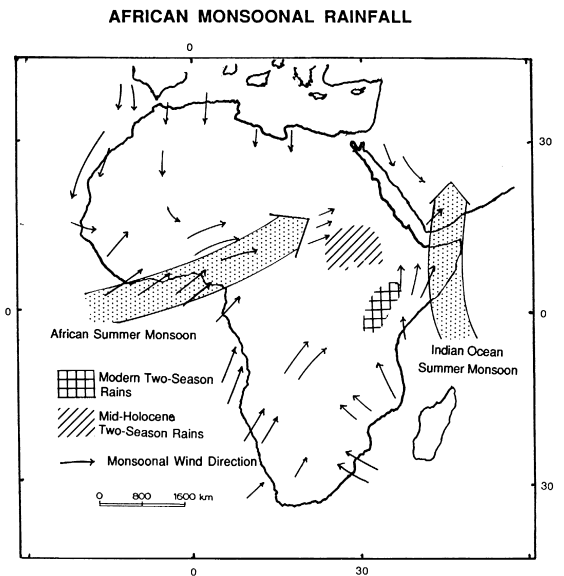 AFRICAN MONSOONAL RAINFALL
0
30
30
0
0
African Summer Monsoon
Indian Ocean
Summer Monsoon
Modern Two-Season
Rains
Mid-Holocene
Two-Season Rains
Monsoonal Wind Direction
0 800 1600 km
30
0
30